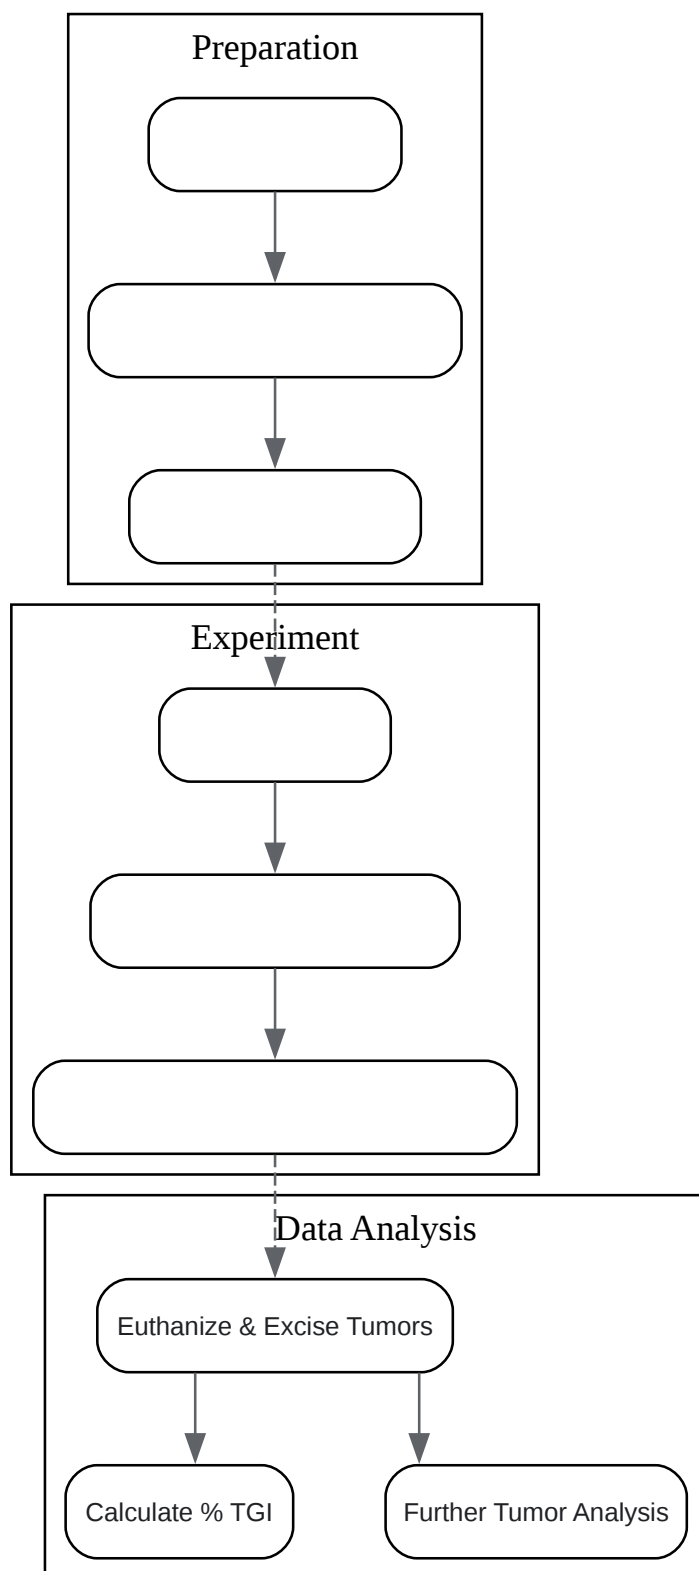 Preparation
Experiment
Data Analysis
Euthanize & Excise Tumors
Calculate % TGI
Further Tumor Analysis